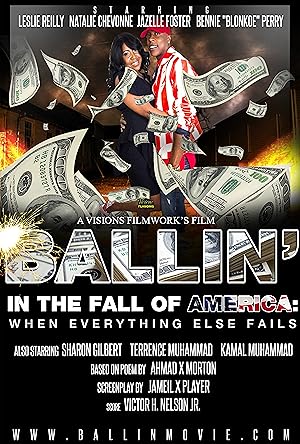 STARRING
LESLIE REILLY NATALIE CHEVONNE JAZELLE FOSTER BENNIE "BLONKOE" PERRY
A VISIONS FILMWORK'S FILM
BALLIN'
IN THE FALL OF AMERICA:
WHEN EVERYTHING ELSE FAILS
ALSO STARRING SHARON GILBERT TERRENCE MUHAMMAD KAMAL MUHAMMAD
BASED ON POEM BY AHMAD X MORTON
SCREENPLAY BY JAMEIL X PLAYER
SCORE VICTOR H. NELSON JR.
WWW.BALLINMOVIE.COM